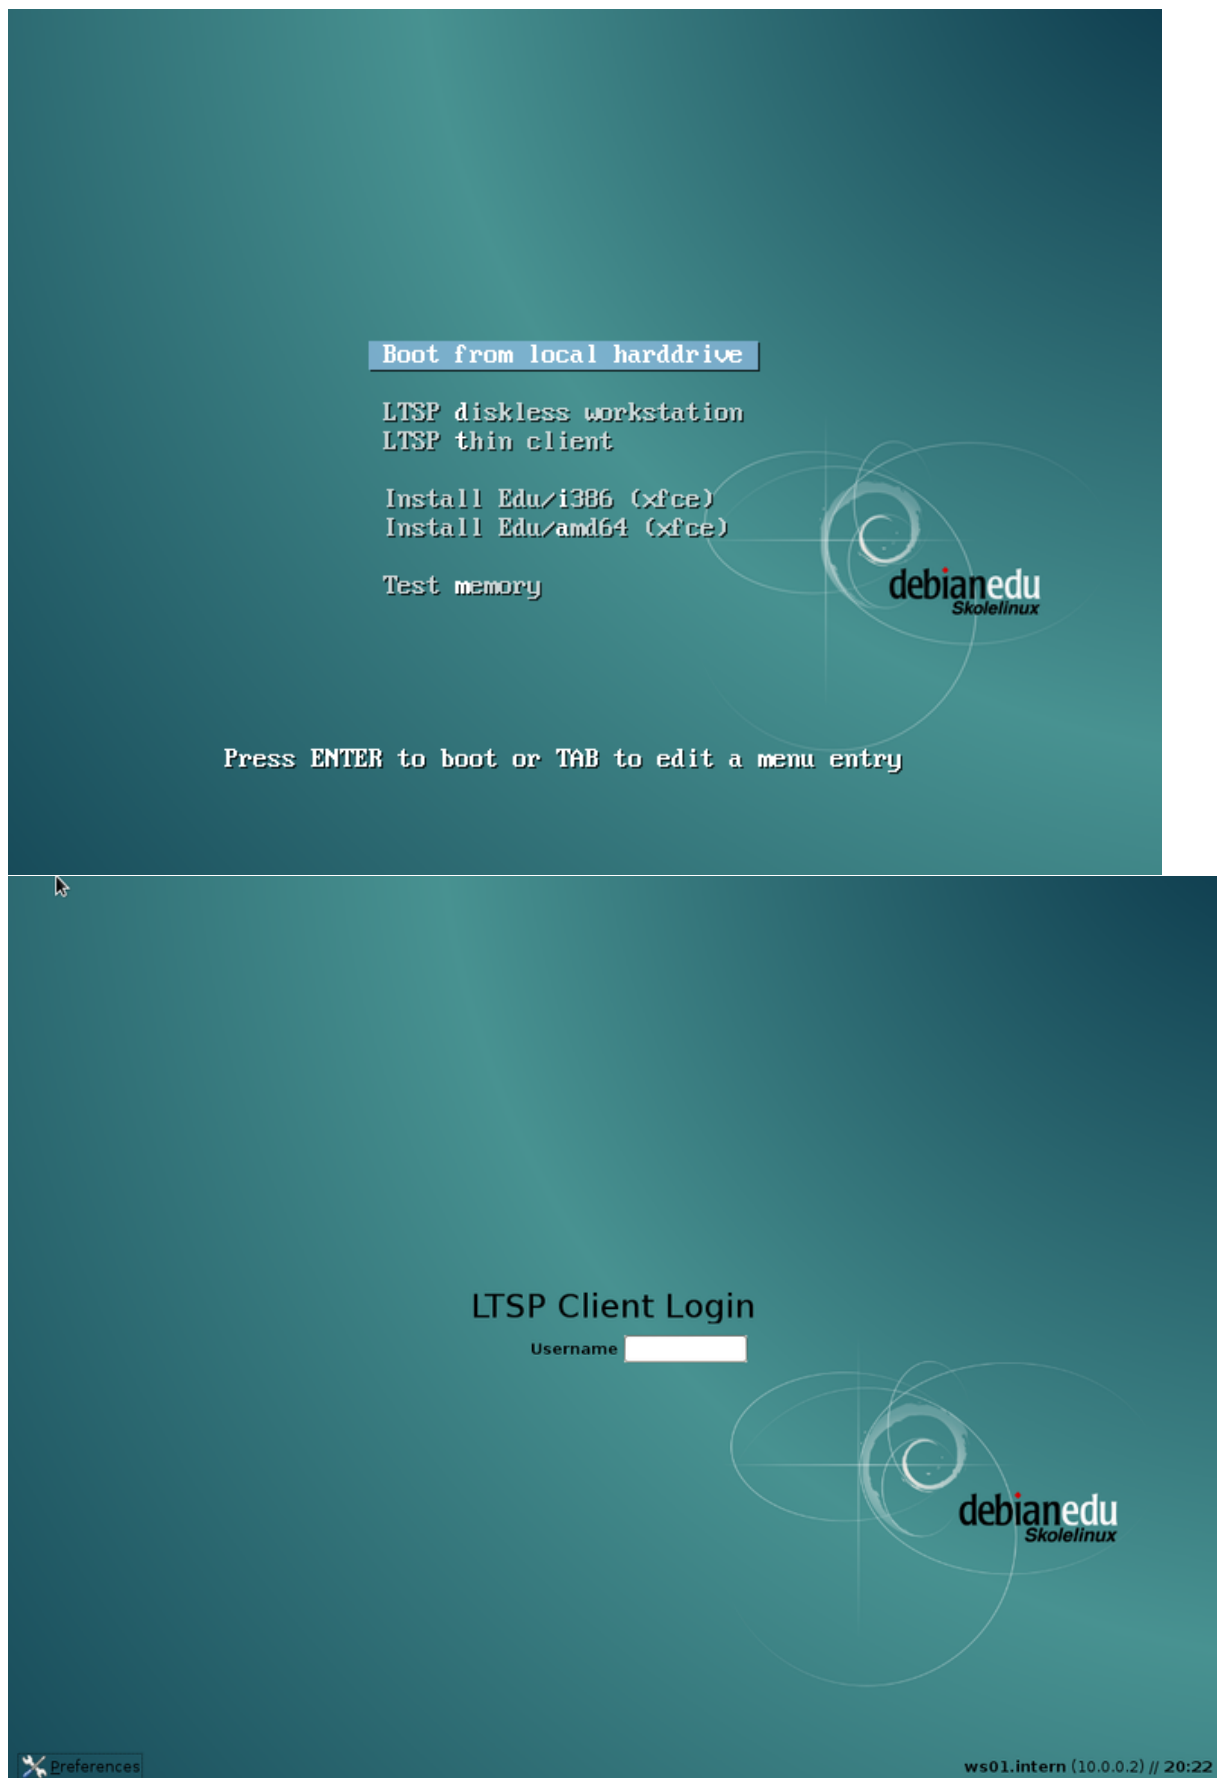 Boot from local harddrive
LTSP diskless workstation
LTSP thin client
Install Edu/i386 (xfce)
Install Edu/amd64 (xfce)
Test memory
debianedu
Skolelinux
Press ENTER to boot or TAB to edit a menu entry
LTSP Client Login
Username
debianedu
Skolelinux
Preferences
ws01.intern (10.0.0.2) // 20:22